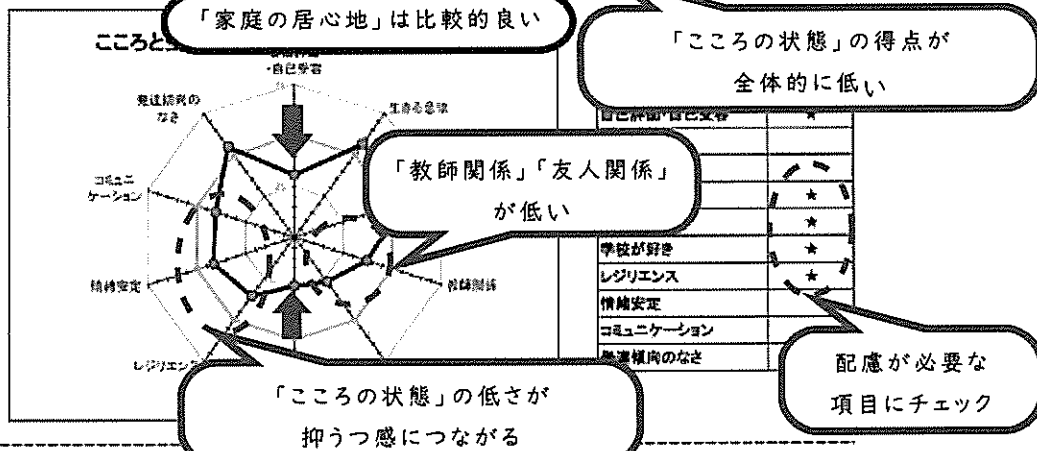 「家庭の居心地」は比較的良い
「こころの状態」の得点が
全体的に低い
こころと
・自己受容
発達傾向の
なさ
生きる意欲
コミュニ
ケーション
「教師関係」「友人関係」
が低い
情緒安定
教師関係
レジリエンス
自己評価・自己受容
★
★
★
学校が好き
★
レジリエンス
★
情緒安定
コミュニケーション
発達傾向のなさ
配慮が必要な
項目にチェック
「こころの状態」の低さが
抑うつ感につながる